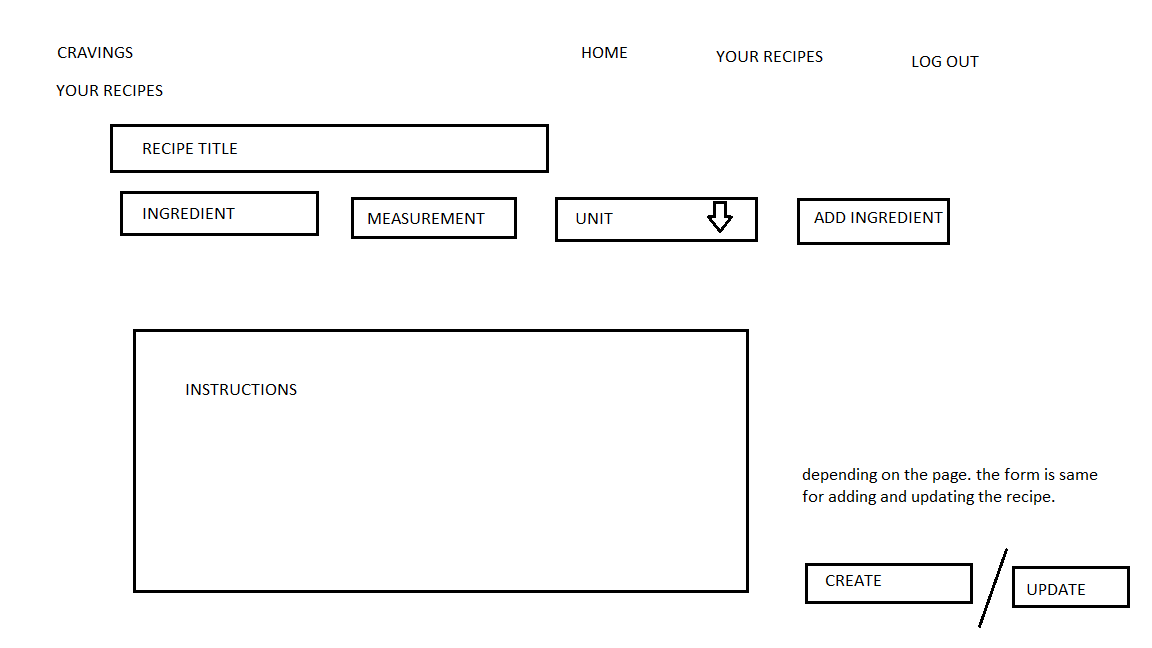 CRAVINGS
HOME
YOUR RECIPES
LOG OUT
YOUR RECIPES
RECIPE TITLE
INGREDIENT
MEASUREMENT
UNIT
ADD INGREDIENT
INSTRUCTIONS
depending on the page. the form is same
for adding and updating the recipe.
CREATE
UPDATE